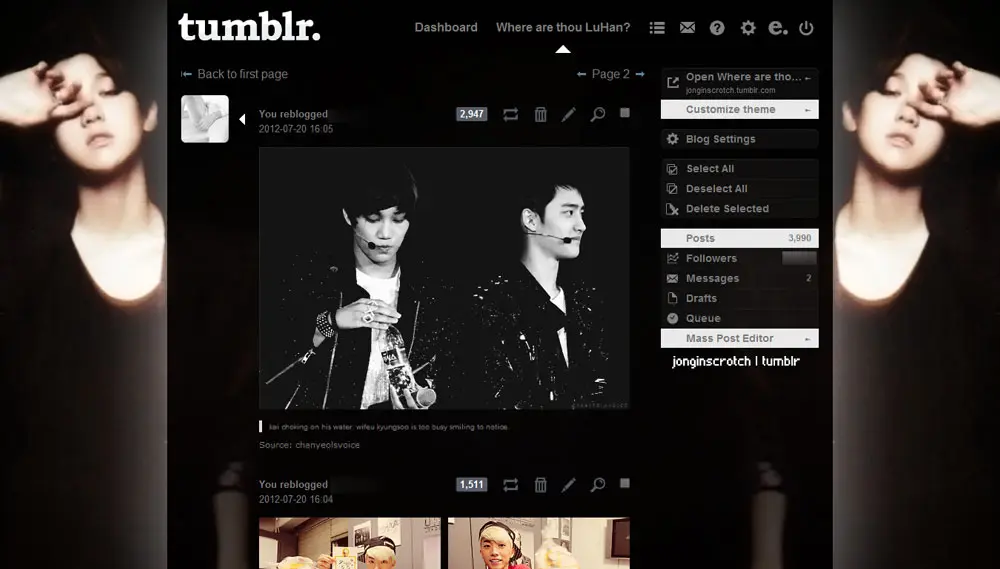 tumblr.
Dashboard
Where are thou LuHan?
Back to first page
Page 2
You reblogged
2012-07-20 16:05
2,947
kai choking on his water. wifeu kyungsoo is too busy smiling to notice.
Source: chanyeolsvoice
You reblogged
2012-07-20 16:04
1,511
Open Where are tho...
jonginscrotch.tumblr.com
Customize theme
Blog Settings
Select All
Deselect All
Delete Selected
Posts 3,990
Followers
Messages 2
Drafts
Queue
Mass Post Editor
jonginscrotch | tumblr